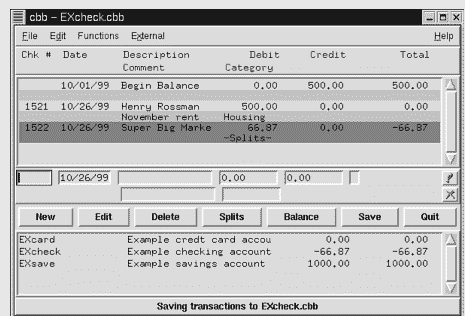 cbb - EXcheck.cbb
File Edit Functions External Help
Chk # Date Description Debit Credit Total
Comment Category
10/01/99 Begin Balance 0.00 500.00 500.00
1521 10/26/99 Henry Rossman 500.00 0.00 0.00
November rent Housing
1522 10/26/99 Super Big Marke 66.87 0.00 -66.87
-Splits-
10/26/99 0.00 0.00
New Edit Delete Splits Balance Save Quit
EXcard Example credt card accou 0.00 0.00
EXcheck Example checking account -66.87 -66.87
EXsave Example savings account 1000.00 1000.00
Saving transactions to EXcheck.cbb